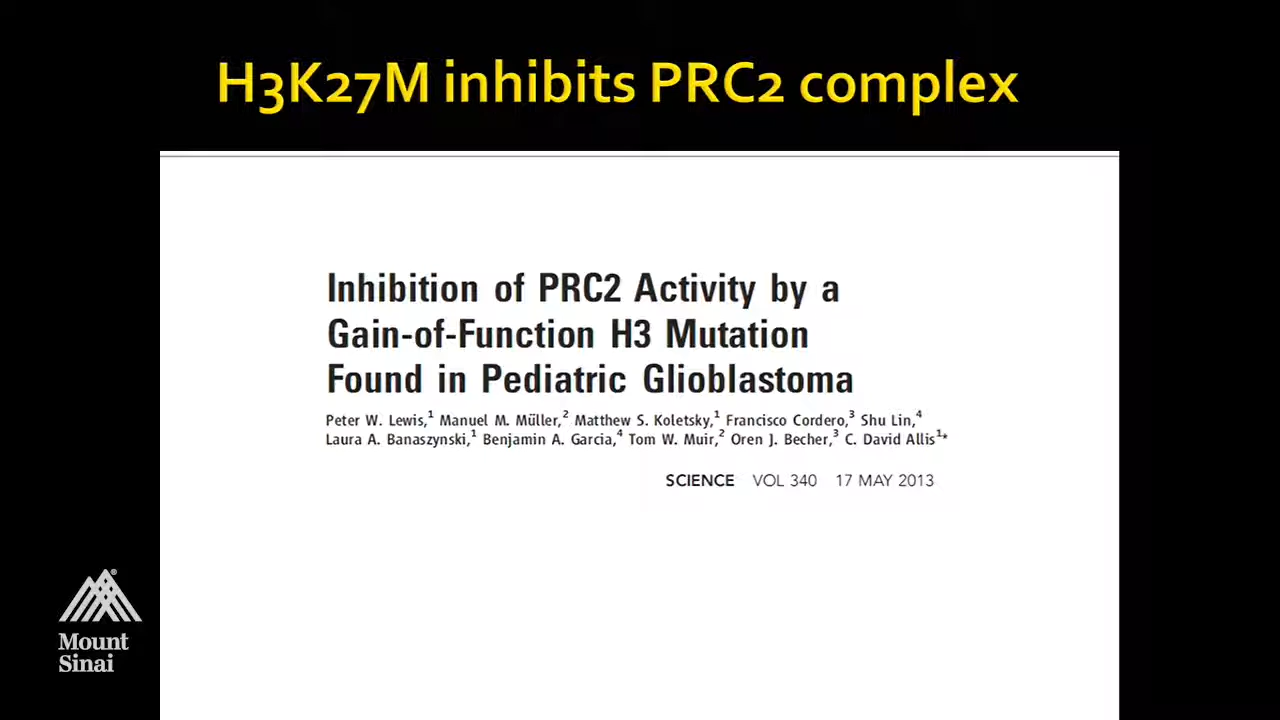 H3K27M inhibits PRC2 complex
Inhibition of PRC2 Activity by a
Gain-of-Function H3 Mutation
Found in Pediatric Glioblastoma
Peter W. Lewis,1 Manuel M. Müller,2 Matthew S. Koletsky,1 Francisco Cordero,3 Shu Lin,4
Laura A. Banaszynski,1 Benjamin A. Garcia,4 Tom W. Muir,2 Oren J. Becher,3 C. David Allis1*
SCIENCE VOL 340 17 MAY 2013
®
Mount
Sinai